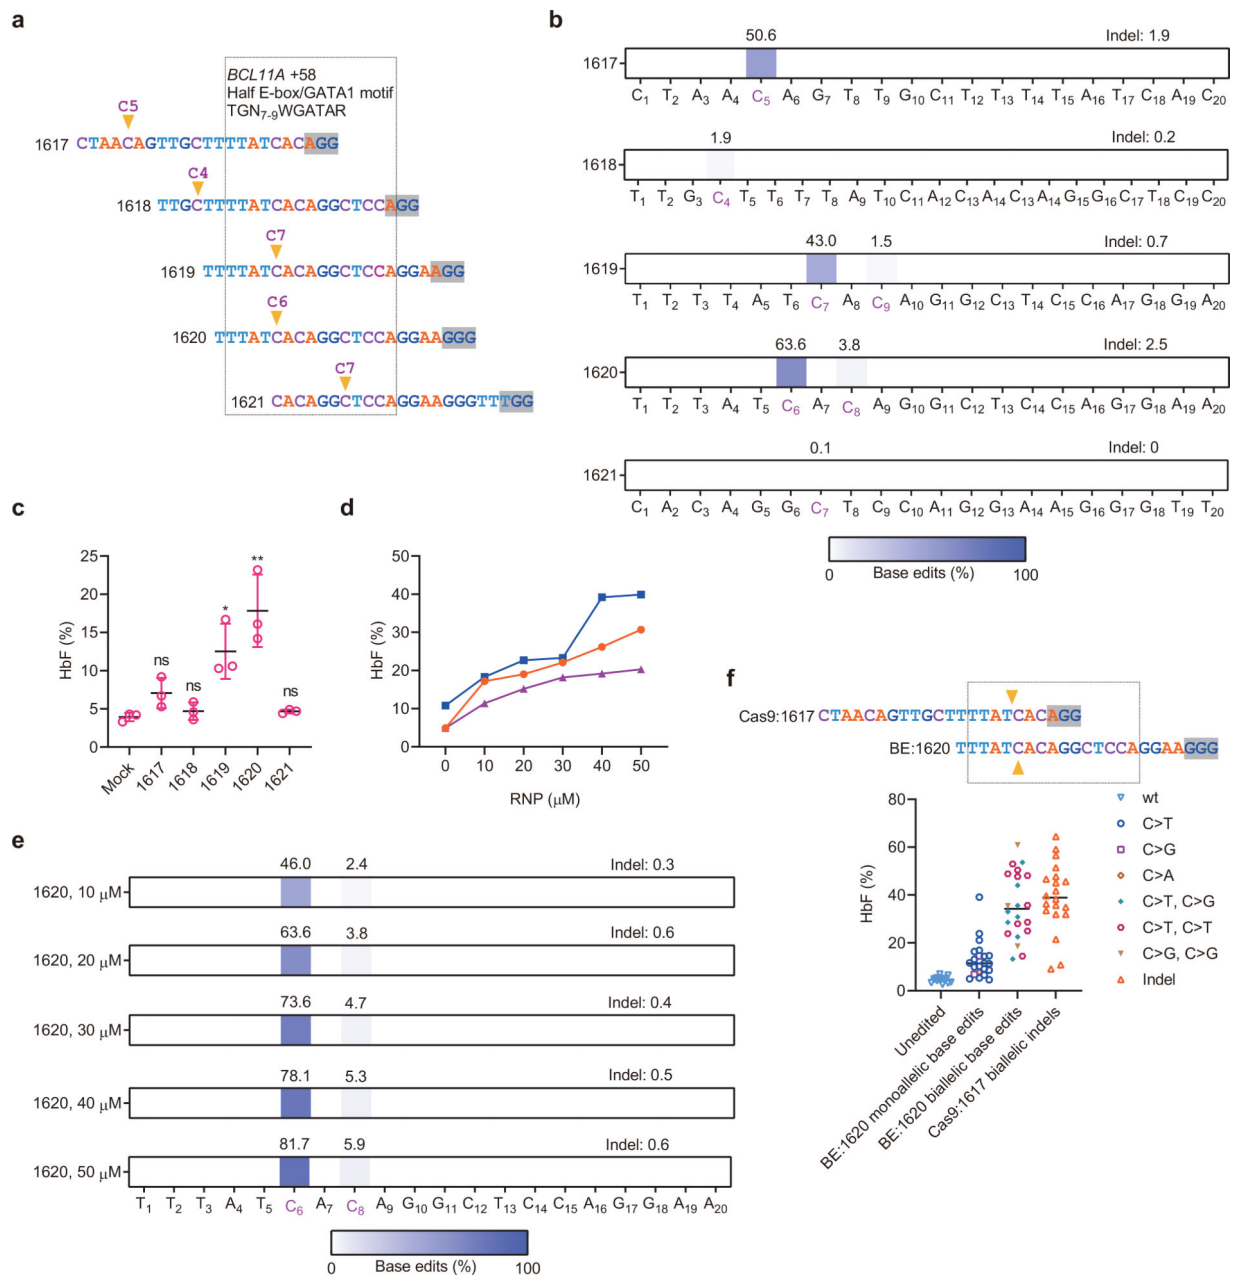 a
BCL11A +58
Half E-box/GATA1 motif
TGN7-9WGATAR
C5
1617 CTAACAGTTGCTTTTATCACAGG
C4
1618 TTGCTTTTATCACAGGCTCCAGG
C7
1619 TTTTATCACAGGCTCCAGGAAGG
C6
1620 TTTATCACAGGCTCCAGGAAGGG
C7
1621 CACAGGCTCCAGGAAGGGTTTGG
b
50.6 Indel: 1.9
1617
C1 T2 A3 A4 C5 A6 G7 T8 T9 G10 C11 T12 T13 T14 T15 A16 T17 C18 A19 C20
1.9 Indel: 0.2
1618
T1 T2 G3 C4 T5 T6 T7 T8 A9 T10 C11 A12 C13 A14 C13 A14 G15 G16 C17 T18 C19 C20
43.0 1.5 Indel: 0.7
1619
T1 T2 T3 T4 A5 T6 C7 A8 C9 A10 G11 G12 C13 T14 C15 C16 A17 G18 G19 A20
63.6 3.8 Indel: 2.5
1620
T1 T2 T3 A4 T5 C6 A7 C8 A9 G10 G11 C12 T13 C14 C15 A16 G17 G18 A19 A20
0.1 Indel: 0
1621
C1 A2 C3 A4 G5 G6 C7 T8 C9 C10 A11 G12 G13 A14 A15 G16 G17 G18 T19 T20
0 Base edits (%) 100
c
HbF (%)
25
20
15
10
5
0
ns
ns
*
**
ns
Mock 1617 1618 1619 1620 1621
d
HbF (%)
50
40
30
20
10
0
0 10 20 30 40 50
RNP (μM)
e
46.0 2.4 Indel: 0.3
1620, 10 μM
63.6 3.8 Indel: 0.6
1620, 20 μM
73.6 4.7 Indel: 0.4
1620, 30 μM
78.1 5.3 Indel: 0.5
1620, 40 μM
81.7 5.9 Indel: 0.6
1620, 50 μM
T1 T2 T3 A4 T5 C6 A7 C8 A9 G10 G11 C12 T13 C14 C15 A16 G17 G18 A19 A20
0 Base edits (%) 100
f
Cas9:1617 CTAACAGTTGCTTTTATCACAGG
BE:1620 TTTATCACAGGCTCCAGGAAGGG
HbF (%)
80
60
40
20
0
Unedited
BE:1620 monoallelic base edits
BE:1620 biallelic base edits
Cas9:1617 biallelic indels
wt
C>T
C>G
C>A
C>T, C>G
C>T, C>T
C>G, C>G
Indel